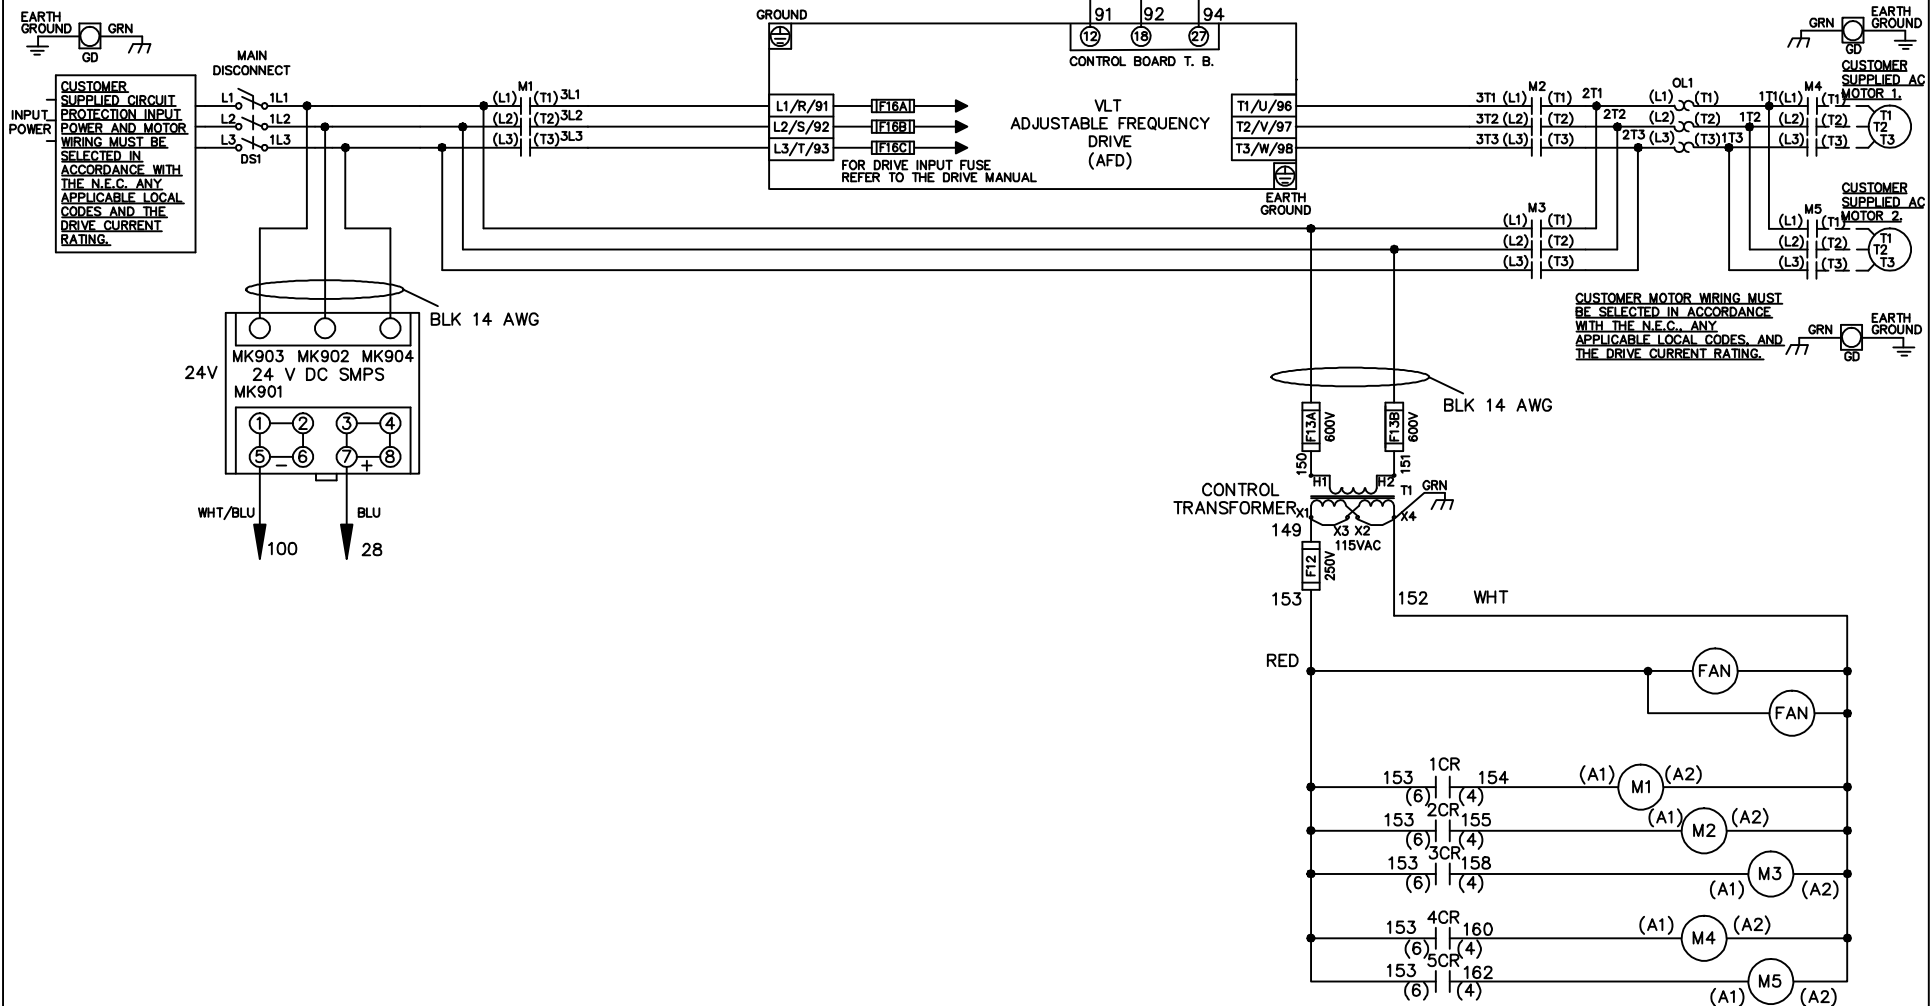 EARTH
GROUND
GRN
GD
MAIN
DISCONNECT
INPUT
POWER
CUSTOMER
SUPPLIED CIRCUIT
PROTECTION INPUT
POWER AND MOTOR
WIRING MUST BE
SELECTED IN
ACCORDANCE WITH
THE N.E.C. ANY
APPLICABLE LOCAL
CODES AND THE
DRIVE CURRENT
RATING.
L1 1L1
L2 1L2
L3 1L3
DS1
M1
(L1) (T1) 3L1
(L2) (T2) 3L2
(L3) (T3) 3L3
GROUND
91 92 94
12 18 27
CONTROL BOARD T. B.
L1/R/91 F16A
L2/S/92 F16B
L3/T/93 F16C
FOR DRIVE INPUT FUSE
REFER TO THE DRIVE MANUAL
VLT
ADJUSTABLE FREQUENCY
DRIVE
(AFD)
T1/U/96
T2/V/97
T3/W/98
EARTH
GROUND
M2
3T1 (L1) (T1) 2T1
3T2 (L2) (T2) 2T2
3T3 (L3) (T3) 2T3
OL1
(L1) (T1) 1T1
(L2) (T2) 1T2
(L3) (T3) 1T3
M4
(L1) (T1)
(L2) (T2)
(L3) (T3)
GRN
GD
EARTH
GROUND
CUSTOMER
SUPPLIED AC
MOTOR 1.
T1
T2
T3
M3
(L1) (T1)
(L2) (T2)
(L3) (T3)
M5
(L1) (T1)
(L2) (T2)
(L3) (T3)
CUSTOMER
SUPPLIED AC
MOTOR 2.
T1
T2
T3
CUSTOMER MOTOR WIRING MUST
BE SELECTED IN ACCORDANCE
WITH THE N.E.C., ANY
APPLICABLE LOCAL CODES, AND
THE DRIVE CURRENT RATING.
GRN
GD
EARTH
GROUND
BLK 14 AWG
MK903 MK902 MK904
24V
24 V DC SMPS
MK901
1 2 3 4
5 - 6 7 + 8
WHT/BLU
BLU
100
28
BLK 14 AWG
F13A
600V
F13B
600V
150
151
H1 H2
T1
GRN
CONTROL
TRANSFORMER
X1
X3 X2
X4
115VAC
149
F12
250V
153
152
WHT
RED
FAN
FAN
1CR
153 154 (A1) M1 (A2)
(6) (4)
2CR
153 155 (A1) M2 (A2)
(6) (4)
3CR
153 158 M3
(6) (4) (A1) (A2)
4CR
153 160 (A1) M4 (A2)
(6) (4)
5CR
153 162 M5
(6) (4) (A1) (A2)